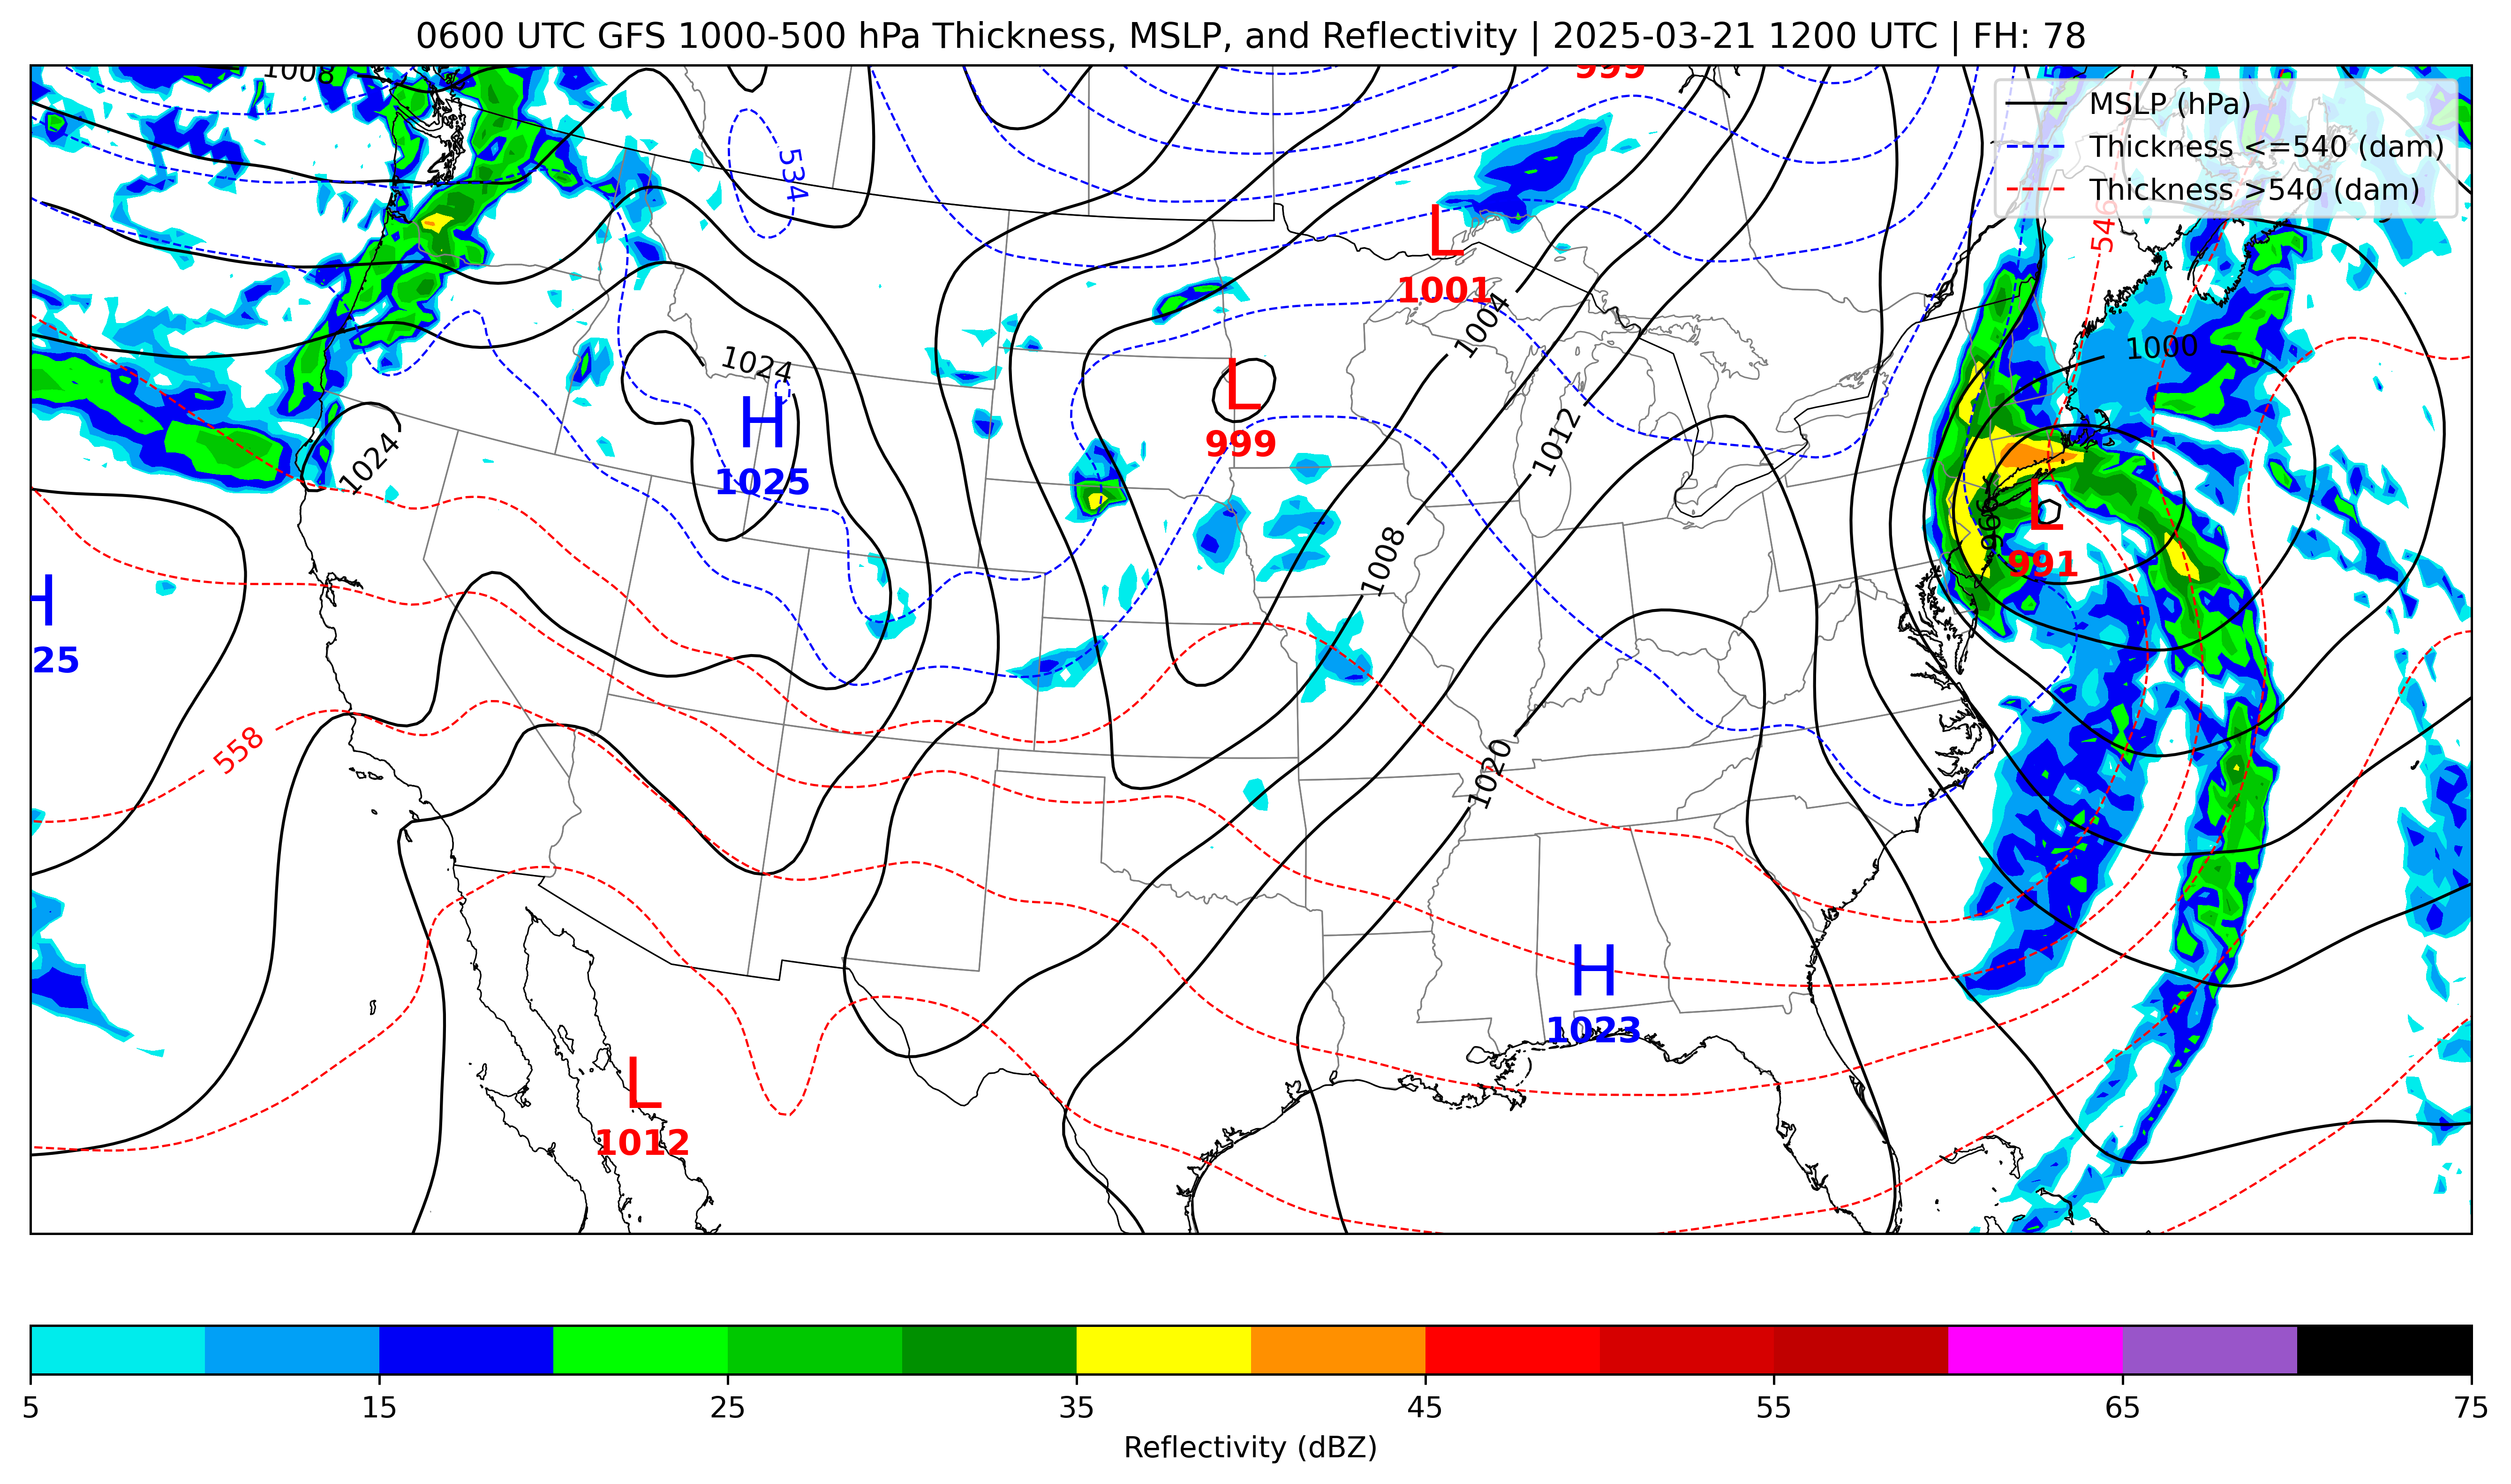 0600 UTC GFS 1000-500 hPa Thickness, MSLP, and Reflectivity | 2025-03-21 1200 UTC | FH: 78
1008
999
MSLP (hPa)
Thickness <=540 (dam)
Thickness >540 (dam)
534
546
L
1001
1004
1000
1024
L
999
H
1025
1024
1012
L
991
996
1008
H
25
558
1020
H
1023
L
1012
5 15 25 35 45 55 65 75
Reflectivity (dBZ)